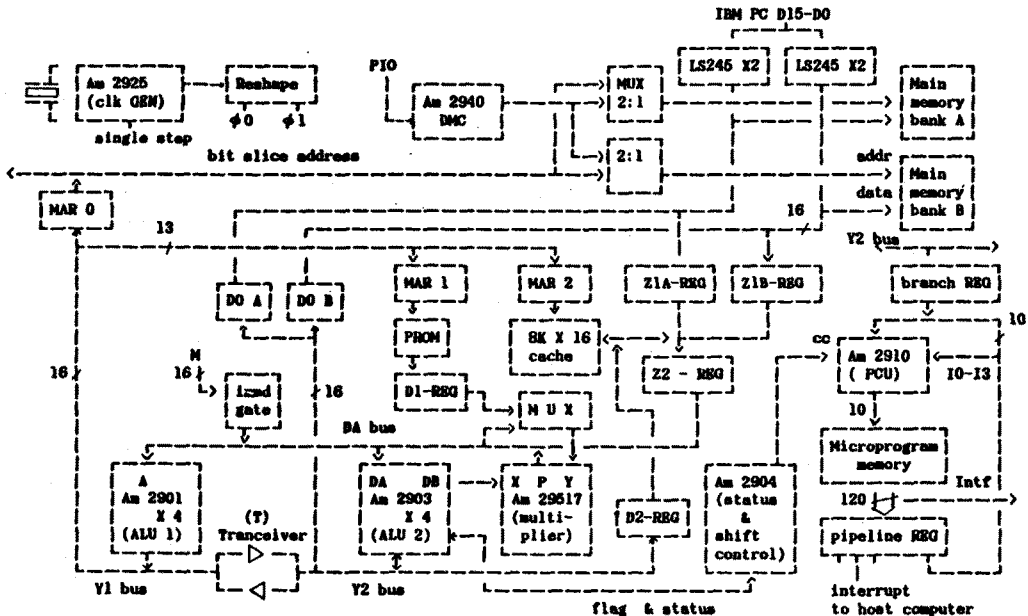 IBM PC D15-D0
LS245 X2
LS245 X2
Am 2925
(clk GEN)
Reshape
ϕ0 ϕ1
single step
PIO
Am 2940
DMC
MUX
2:1
2:1
Main
memory
bank A
bit slice address
addr
data
Main
memory
bank B
MAR 0
13
16
Y2 bus
DO A
DO B
MAR 1
MAR 2
Z1A-REG
Z1B-REG
branch REG
10
PROM
8K X 16
cache
cc
Am 2910
( PCU)
I0-I3
16
M
16
16
immd
gate
D1-REG
M U X
Z2 - REG
10
DA bus
Microprogram
memory
A
Am 2901
X 4
(ALU 1)
DA DB
Am 2903
X 4
(ALU 2)
X P Y
Am 29517
(multi-
plier)
D2-REG
Am 2904
(status
&
shift
control)
120
Intf
pipeline REG
(T)
Tranceiver
Y1 bus
Y2 bus
flag & status
interrupt
to host computer